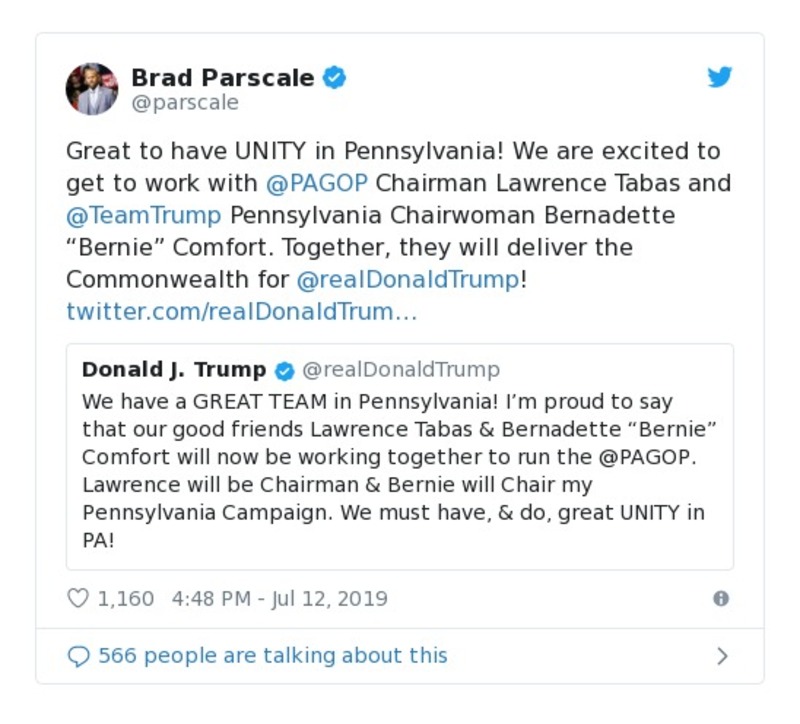 Brad Parscale
@parscale
Great to have UNITY in Pennsylvania! We are excited to
get to work with @PAGOP Chairman Lawrence Tabas and
@TeamTrump Pennsylvania Chairwoman Bernadette
“Bernie” Comfort. Together, they will deliver the
Commonwealth for @realDonaldTrump!
twitter.com/realDonaldTrum…
Donald J. Trump @realDonaldTrump
We have a GREAT TEAM in Pennsylvania! I’m proud to say
that our good friends Lawrence Tabas & Bernadette “Bernie”
Comfort will now be working together to run the @PAGOP.
Lawrence will be Chairman & Bernie will Chair my
Pennsylvania Campaign. We must have, & do, great UNITY in
PA!
1,160 4:48 PM - Jul 12, 2019
566 people are talking about this